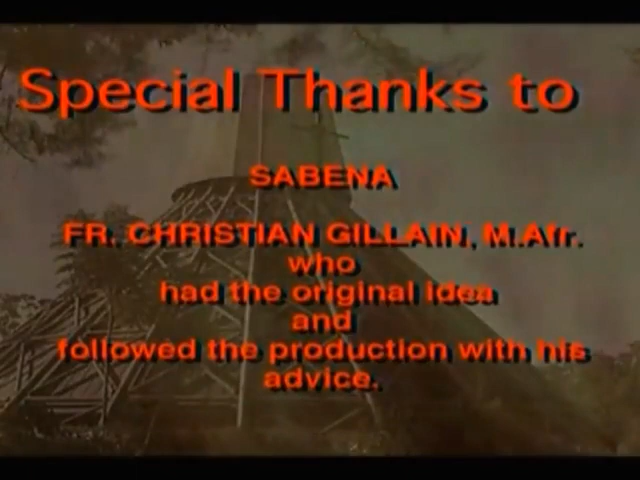 Special Thanks to
SABENA
FR. CHRISTIAN GILLAIN, M.Afr.
who
had the original idea
and
followed the production with his
advice.